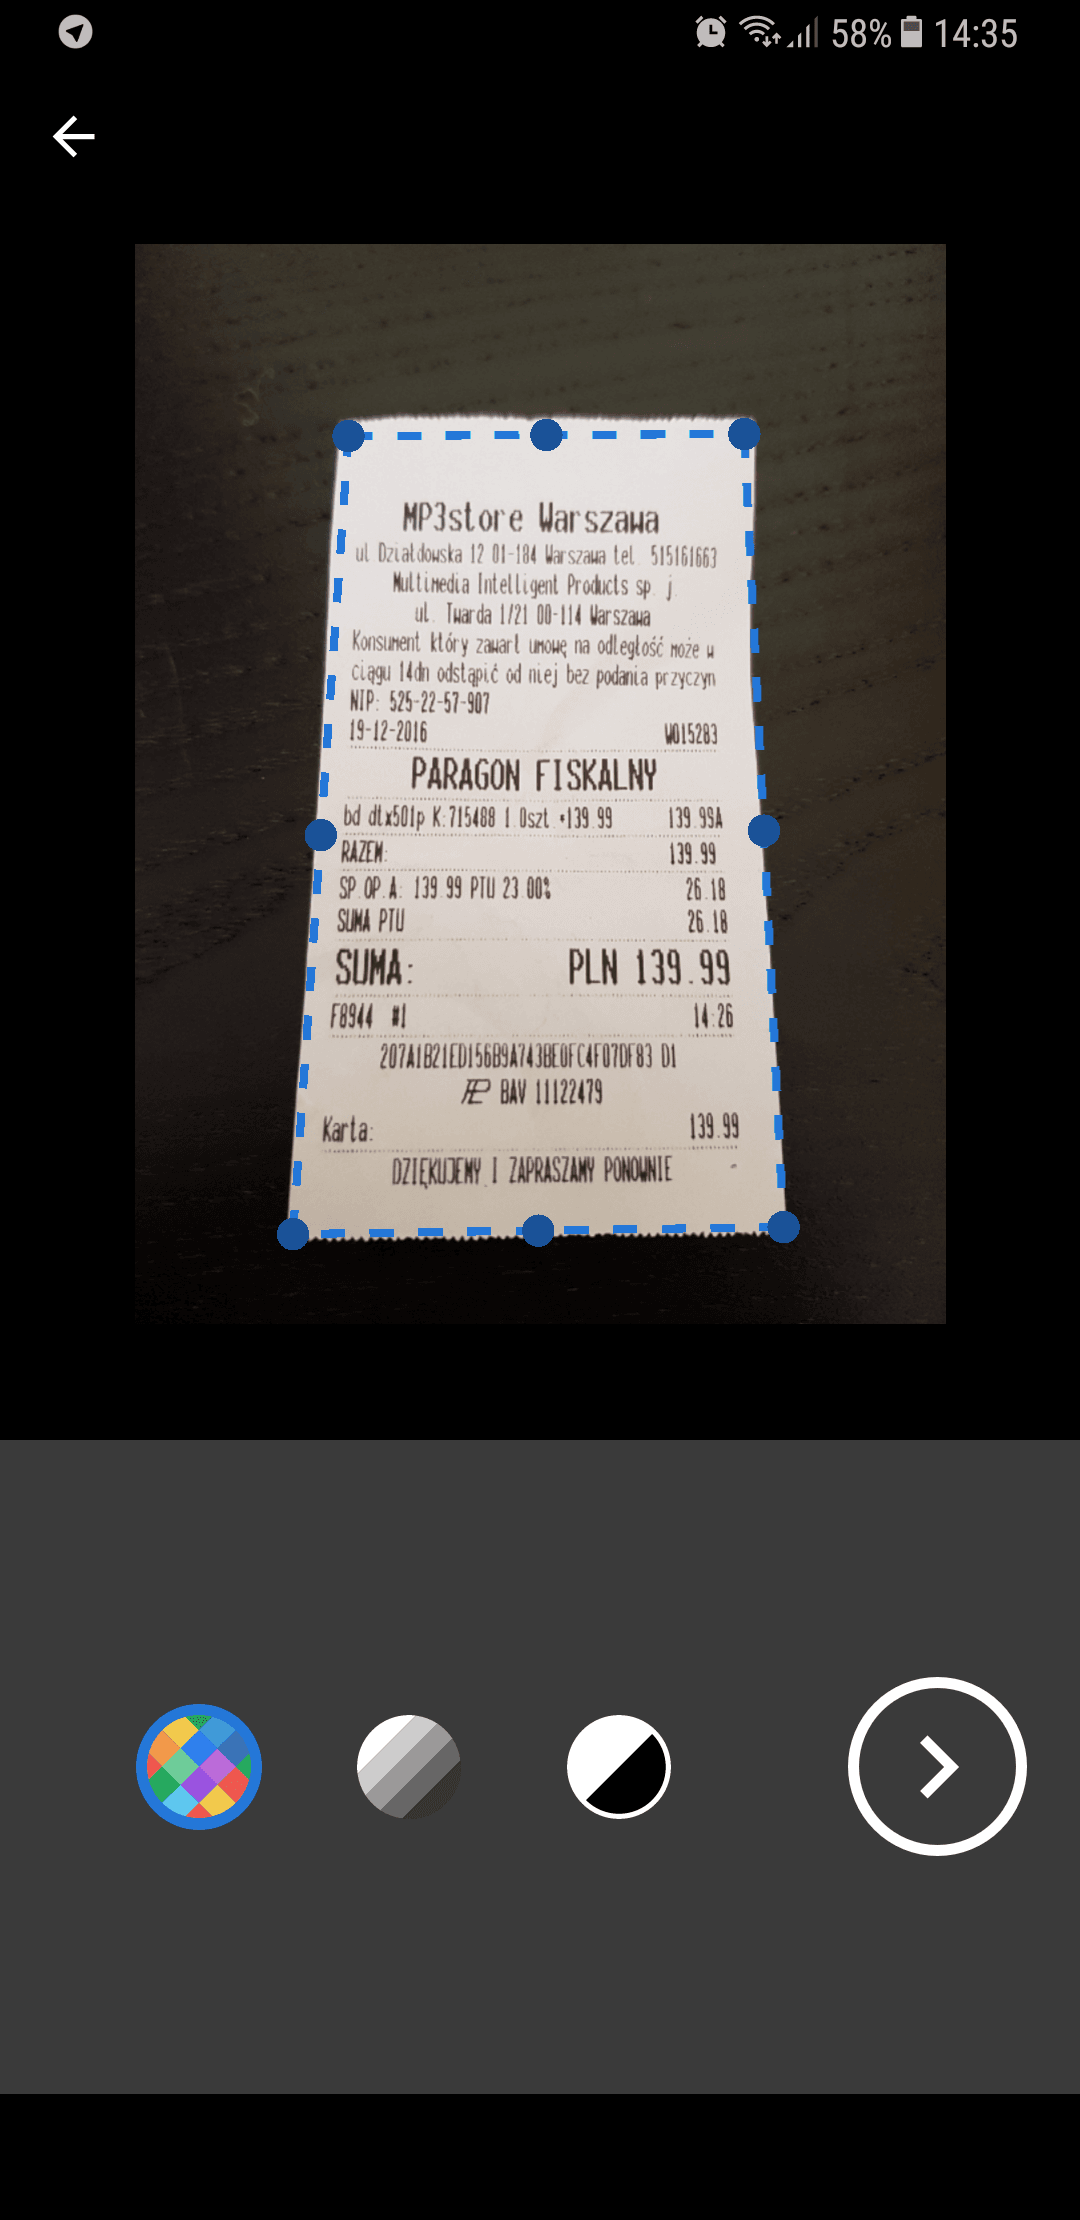 58% 14:35
MP3store Warszawa
ul Działdowska 12 01-184 Warszawa tel. 515161663
Multimedia Intelligent Products sp. j.
ul. Twarda 1/21 00-114 Warszawa
Konsument który zawarł umowę na odległość może w
ciągu 14dn odstąpić od niej bez podania przyczyn
NIP: 525-22-57-907
19-12-2016 W015283
PARAGON FISKALNY
bd dtx501p K:715488 1.0szt.*139.99 139.99A
RAZEM: 139.99
SP.OP.A: 139.99 PTU 23.00% 26.18
SUMA PTU 26.18
SUMA: PLN 139.99
F8944 #1 14:26
207A1B21ED156B9A743BE0FC4F07DF83 D1
BAV 11122479
Karta: 139.99
DZIĘKUJEMY I ZAPRASZAMY PONOWNIE